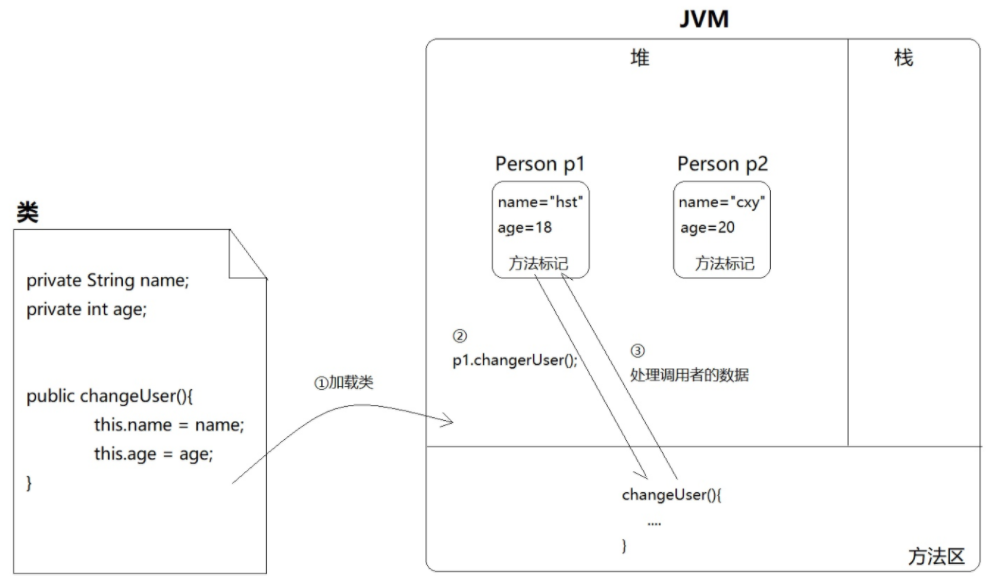 JVM
堆
栈
Person p1
Person p2
name="hst"
age=18
方法标记
name="cxy"
age=20
方法标记
类
private String name;
private int age;
public changeUser(){
this.name = name;
this.age = age;
}
①加载类
②
p1.changerUser();
③
处理调用者的数据
changeUser(){
....
}
方法区